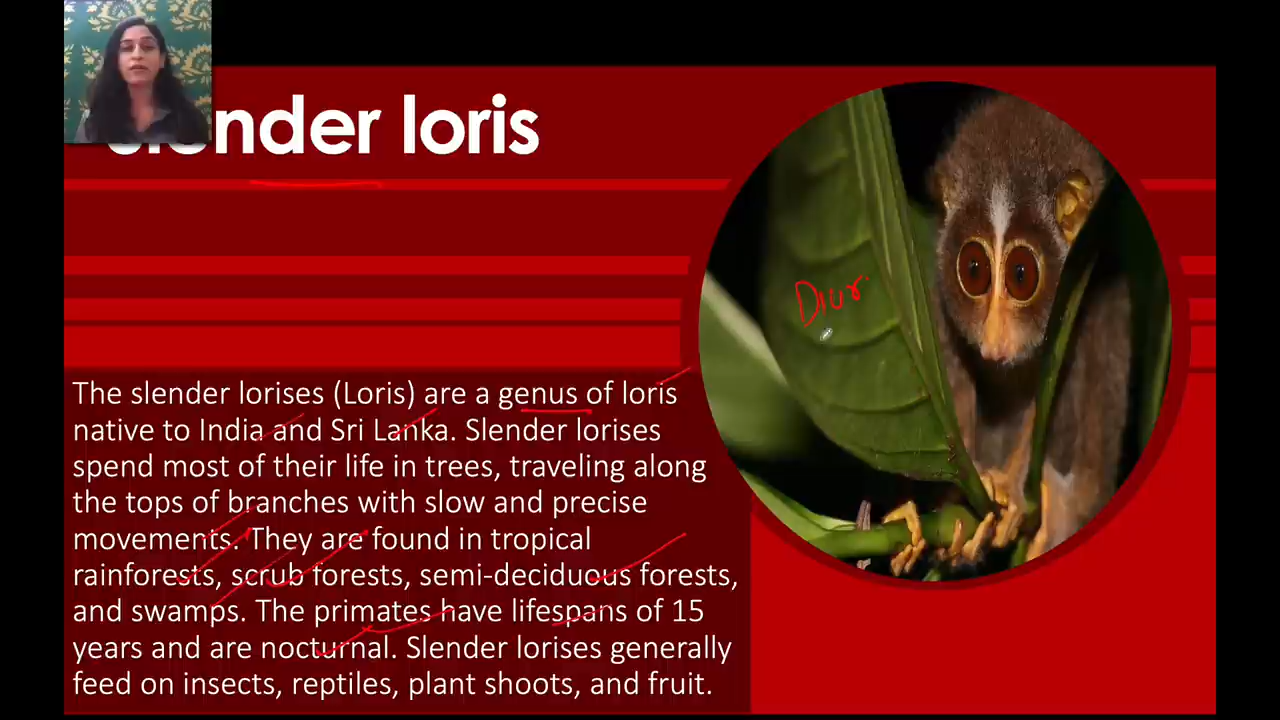 slender loris
Diur
The slender lorises (Loris) are a genus of loris
native to India and Sri Lanka. Slender lorises
spend most of their life in trees, traveling along
the tops of branches with slow and precise
movements. They are found in tropical
rainforests, scrub forests, semi-deciduous forests,
and swamps. The primates have lifespans of 15
years and are nocturnal. Slender lorises generally
feed on insects, reptiles, plant shoots, and fruit.